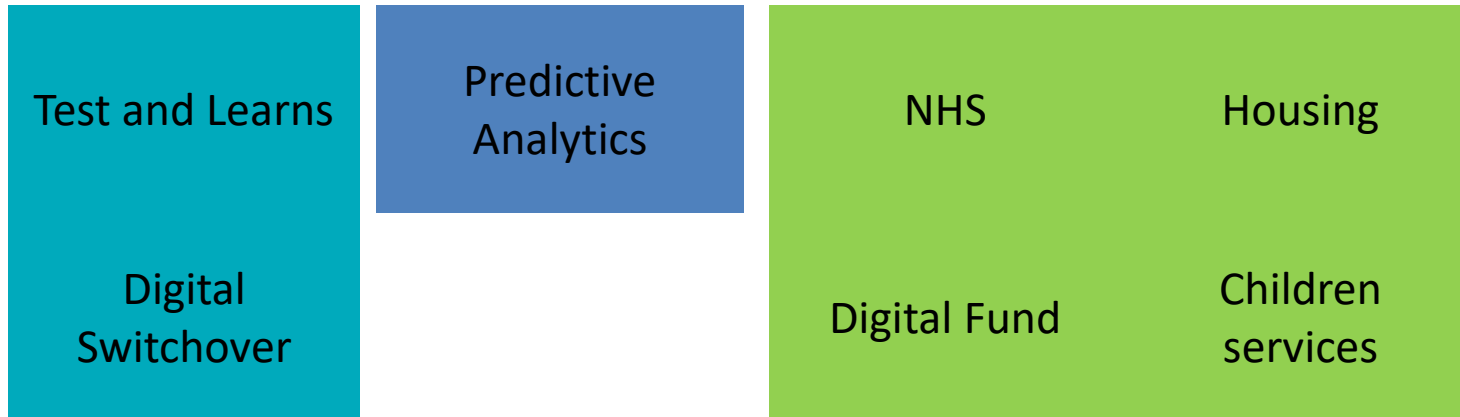 Test and Learns
Predictive
Analytics
NHS
Housing
Digital
Switchover
Digital Fund
Children
services